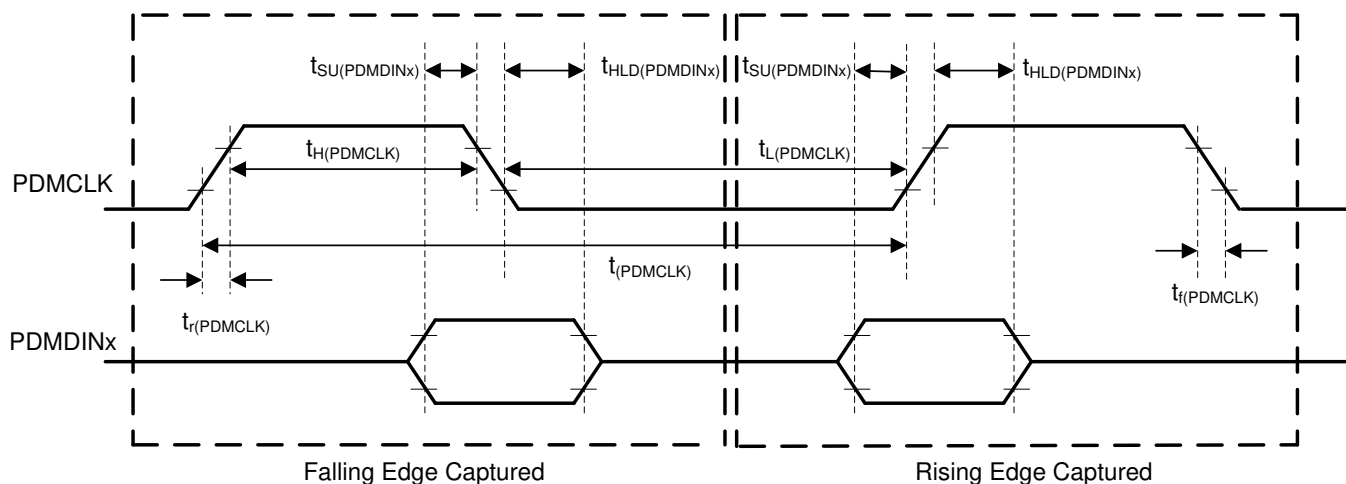 tSU(PDMDINx)
tHLD(PDMDINx)
tSU(PDMDINx)
tHLD(PDMDINx)
tH(PDMCLK)
tL(PDMCLK)
PDMCLK
t(PDMCLK)
tr(PDMCLK)
tf(PDMCLK)
PDMDINx
Falling Edge Captured
Rising Edge Captured